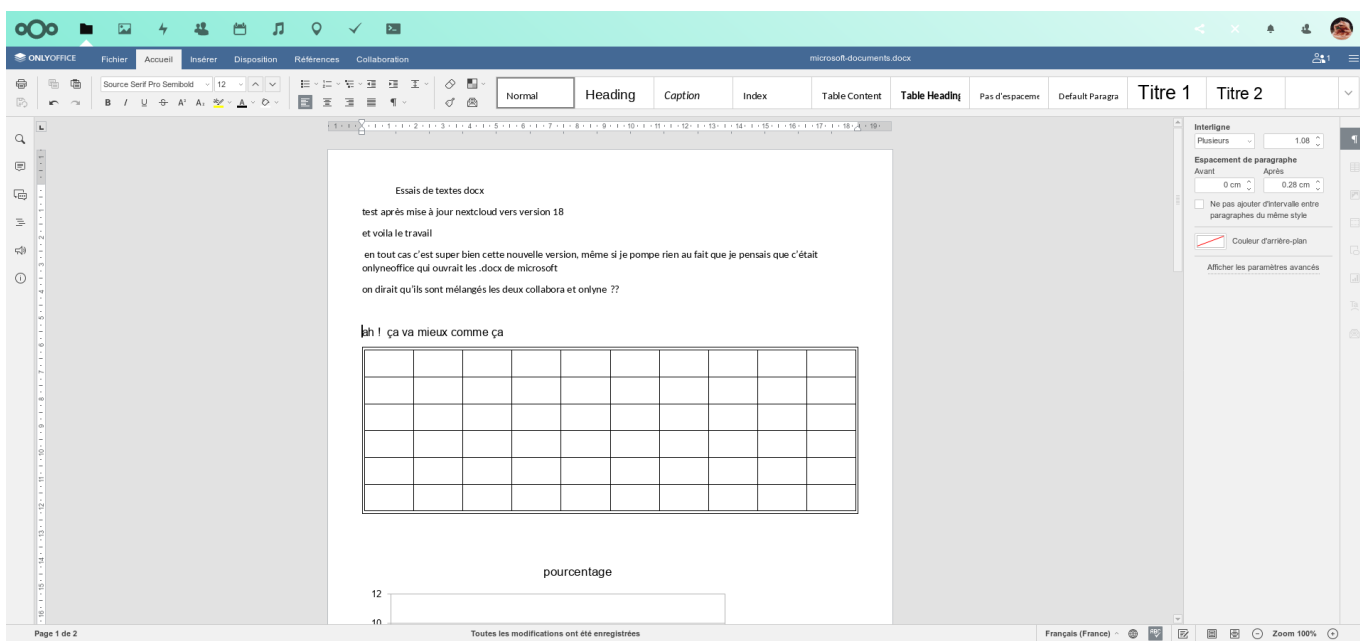 ONLYOFFICE
Fichier Accueil Insérer Disposition Références Collaboration
microsoft-documents.docx
1
Source Serif Pro Semibold 12
Normal Heading Caption Index Table Content Table Heading Pas d'espaceme Default Paragra Titre 1 Titre 2
Essais de textes docx
test après mise à jour nextcloud vers version 18
et voila le travail
en tout cas c'est super bien cette nouvelle version, même si je pompe rien au fait que je pensais que c'était
onlyneoffice qui ouvrait les .docx de microsoft
on dirait qu'ils sont mélangés les deux collabora et onlyne ??
ah ! ça va mieux comme ça
pourcentage
12
10
Interligne
Plusieurs 1.08
Espacement de paragraphe
Avant Après
0 cm 0.28 cm
Ne pas ajouter d'intervalle entre
paragraphes du même style
Couleur d'arrière-plan
Afficher les paramètres avancés
Page 1 de 2 Toutes les modifications ont été enregistrées Français (France) Zoom 100%